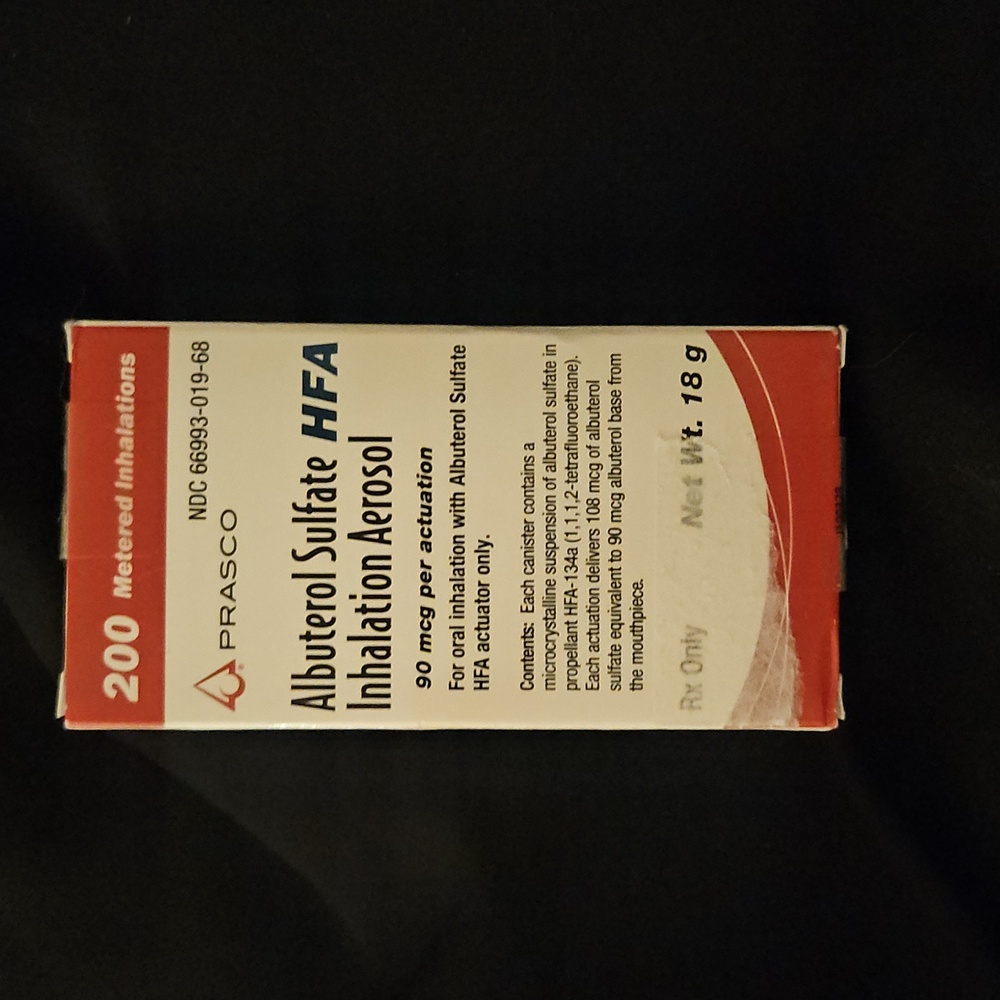 200 Metered Inhalations
NDC 66993-019-68
PRASCO
Albuterol Sulfate HFA
Inhalation Aerosol
90 mcg per actuation
For oral inhalation with Albuterol Sulfate
HFA actuator only.
Contents: Each canister contains a
microcrystalline suspension of albuterol sulfate in
propellant HFA-134a (1,1,1,2-tetrafluoroethane).
Each actuation delivers 108 mcg of albuterol
sulfate equivalent to 90 mcg albuterol base from
the mouthpiece.
Rx Only Net Wt. 18 g